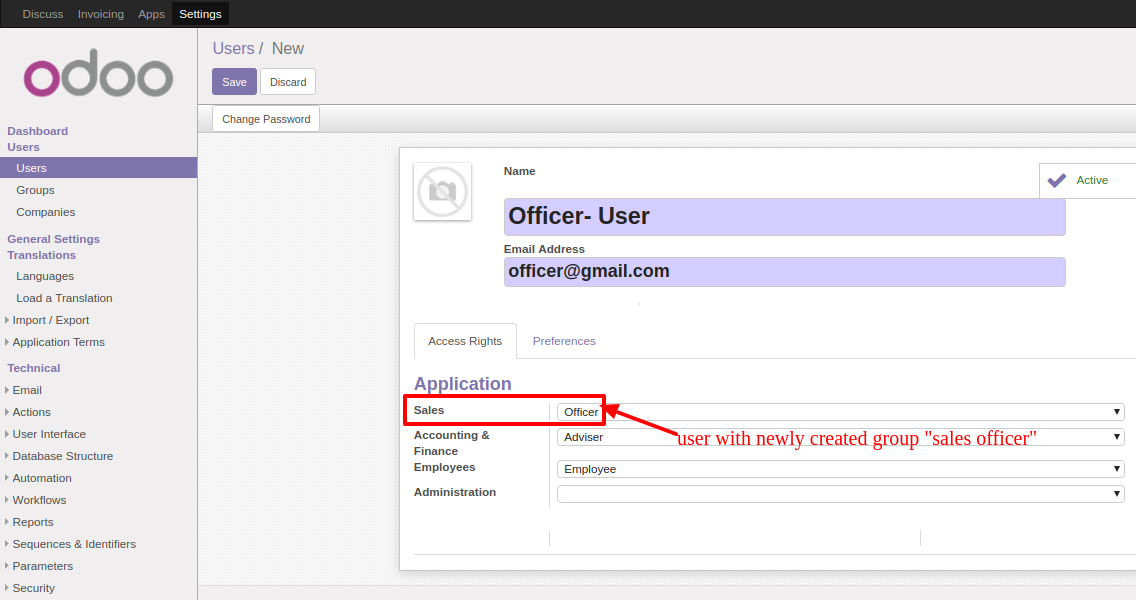 Discuss Invoicing Apps Settings
odoo
Dashboard
Users
Users
Groups
Companies
General Settings
Translations
Languages
Load a Translation
Import / Export
Application Terms
Technical
Email
Actions
User Interface
Database Structure
Automation
Workflows
Reports
Sequences & Identifiers
Parameters
Security
Users / New
Save Discard
Change Password
Name
Active
Officer- User
Email Address
officer@gmail.com
Access Rights Preferences
Application
Sales Officer
Accounting &
Finance
Adviser
user with newly created group "sales officer"
Employees Employee
Administration